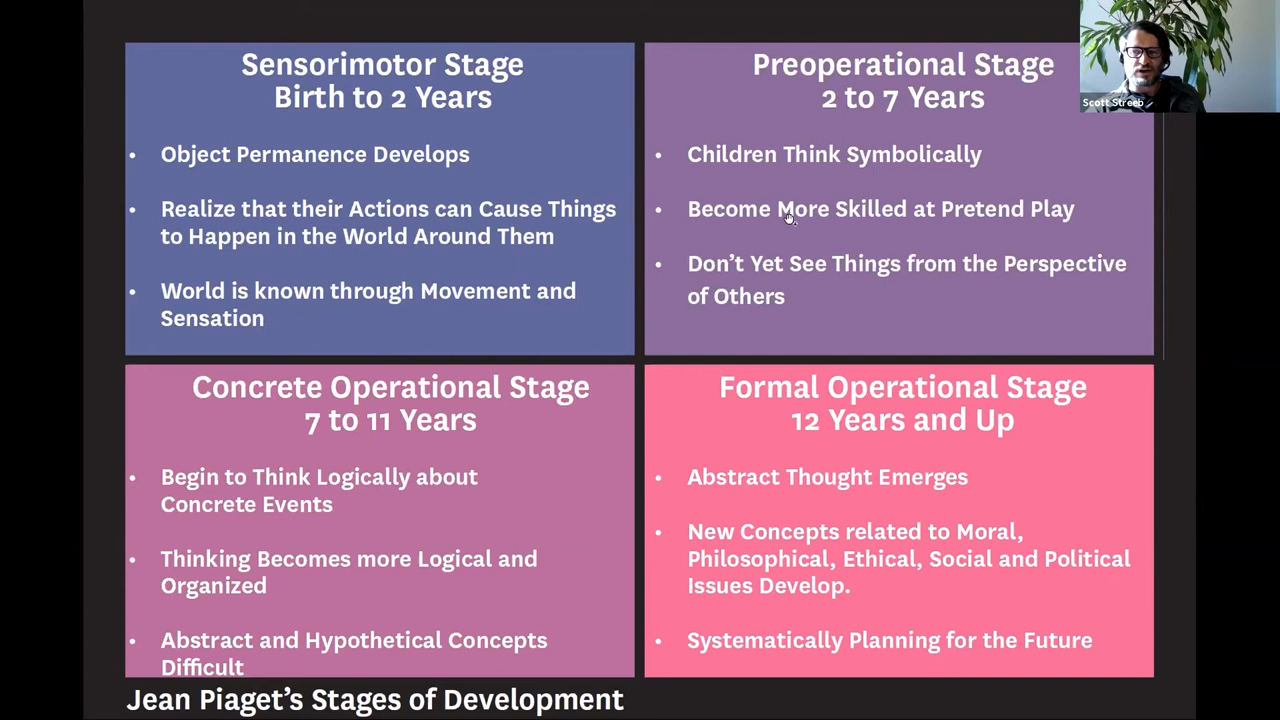 Sensorimotor Stage
Birth to 2 Years
• Object Permanence Develops
• Realize that their Actions can Cause Things
to Happen in the World Around Them
• World is known through Movement and
Sensation
Preoperational Stage
2 to 7 Years
• Children Think Symbolically
• Become More Skilled at Pretend Play
• Don’t Yet See Things from the Perspective
of Others
Scott Streeb
Concrete Operational Stage
7 to 11 Years
• Begin to Think Logically about
Concrete Events
• Thinking Becomes more Logical and
Organized
• Abstract and Hypothetical Concepts
Difficult
Formal Operational Stage
12 Years and Up
• Abstract Thought Emerges
• New Concepts related to Moral,
Philosophical, Ethical, Social and Political
Issues Develop.
• Systematically Planning for the Future
Jean Piaget’s Stages of Development